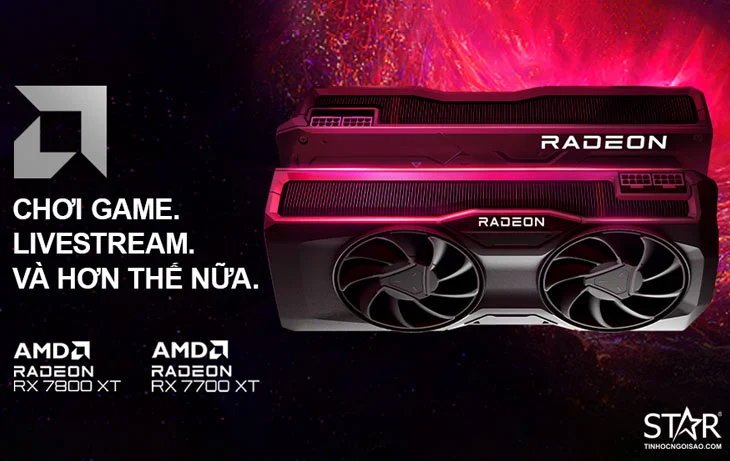 RADEON
RADEON
CHƠI GAME.
LIVESTREAM.
VÀ HƠN THẾ NỮA.
AMD
RADEON
RX 7800 XT
AMD
RADEON
RX 7700 XT
STAR
TINHOCNGOISAO.COM